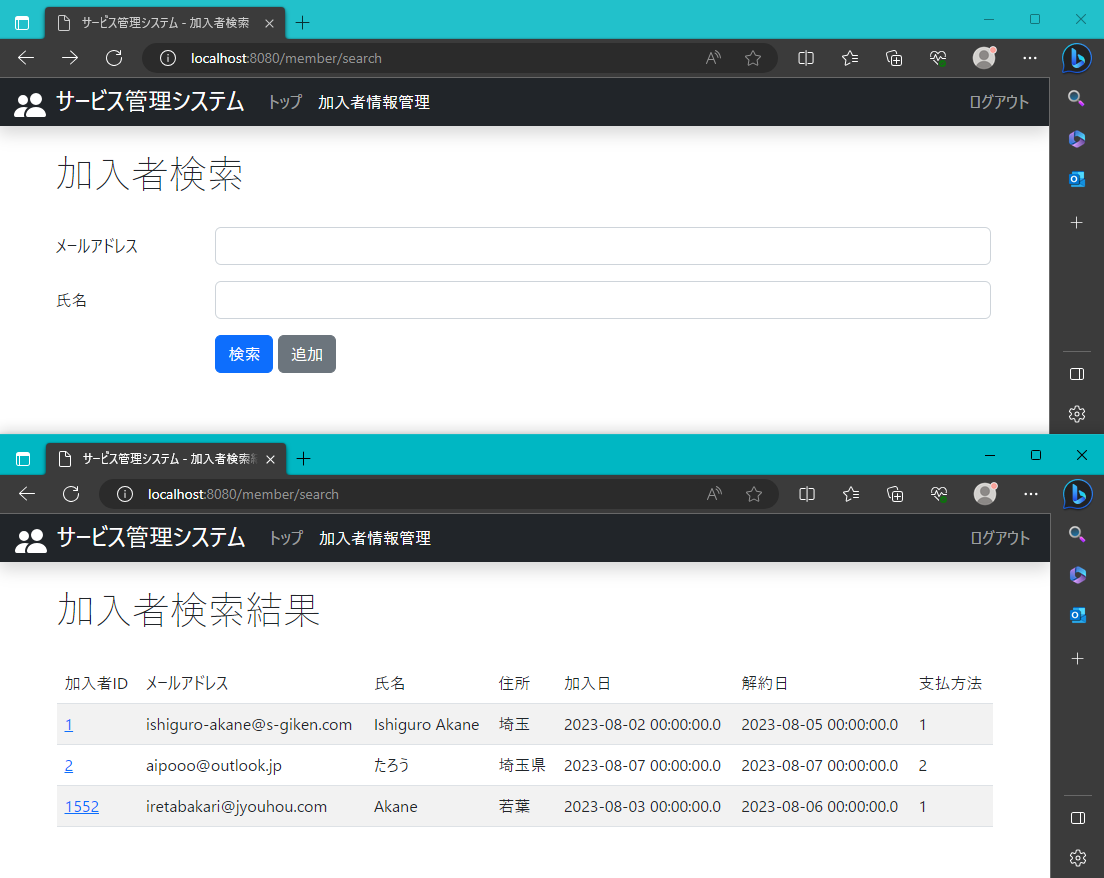 サービス管理システム - 加入者検索
localhost:8080/member/search
サービス管理システム トップ 加入者情報管理 ログアウト
加入者検索
メールアドレス
氏名
検索 追加
サービス管理システム - 加入者検索
localhost:8080/member/search
サービス管理システム トップ 加入者情報管理 ログアウト
加入者検索結果
加入者ID メールアドレス 氏名 住所 加入日 解約日 支払方法
1 ishiguro-akane@s-giken.com Ishiguro Akane 埼玉 2023-08-02 00:00:00.0 2023-08-05 00:00:00.0 1
2 aipooo@outlook.jp たろう 埼玉県 2023-08-07 00:00:00.0 2023-08-07 00:00:00.0 2
1552 iretabakari@jyouhou.com Akane 若葉 2023-08-03 00:00:00.0 2023-08-06 00:00:00.0 1